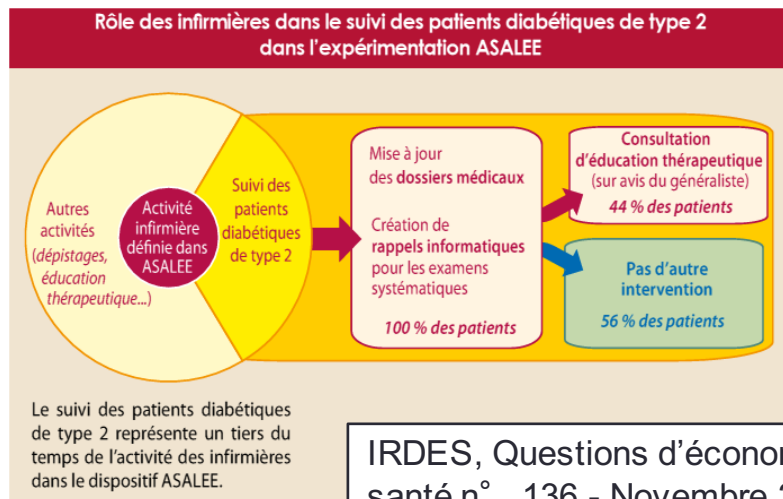 Rôle des infirmières dans le suivi des patients diabétiques de type 2
dans l'expérimentation ASALEE
Autres
activités
(dépistages,
éducation
thérapeutique...)
Activité
infirmière
définie dans
ASALEE
Suivi des
patients
diabétiques
de type 2
Mise à jour
des dossiers médicaux
Création de
rappels informatiques
pour les examens
systématiques
100 % des patients
Consultation
d'éducation thérapeutique
(sur avis du généraliste)
44 % des patients
Pas d'autre
intervention
56 % des patients
Le suivi des patients diabétiques
de type 2 représente un tiers du
temps de l'activité des infirmières
dans le dispositif ASALEE.
IRDES, Questions
santé n° 136 - Novembre